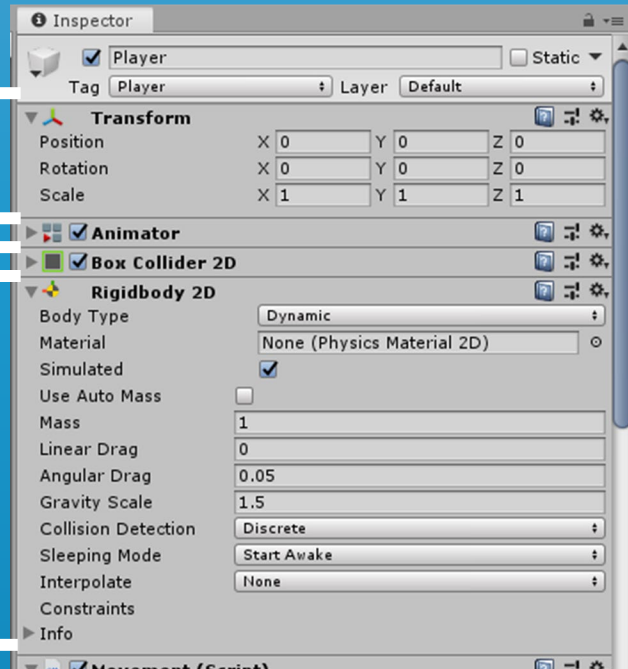 Inspector
Player Static
Tag Player Layer Default
Transform
Position X 0 Y 0 Z 0
Rotation X 0 Y 0 Z 0
Scale X 1 Y 1 Z 1
Animator
Box Collider 2D
Rigidbody 2D
Body Type Dynamic
Material None (Physics Material 2D)
Simulated
Use Auto Mass
Mass 1
Linear Drag 0
Angular Drag 0.05
Gravity Scale 1.5
Collision Detection Discrete
Sleeping Mode Start Awake
Interpolate None
Constraints
Info
Movement (Script)